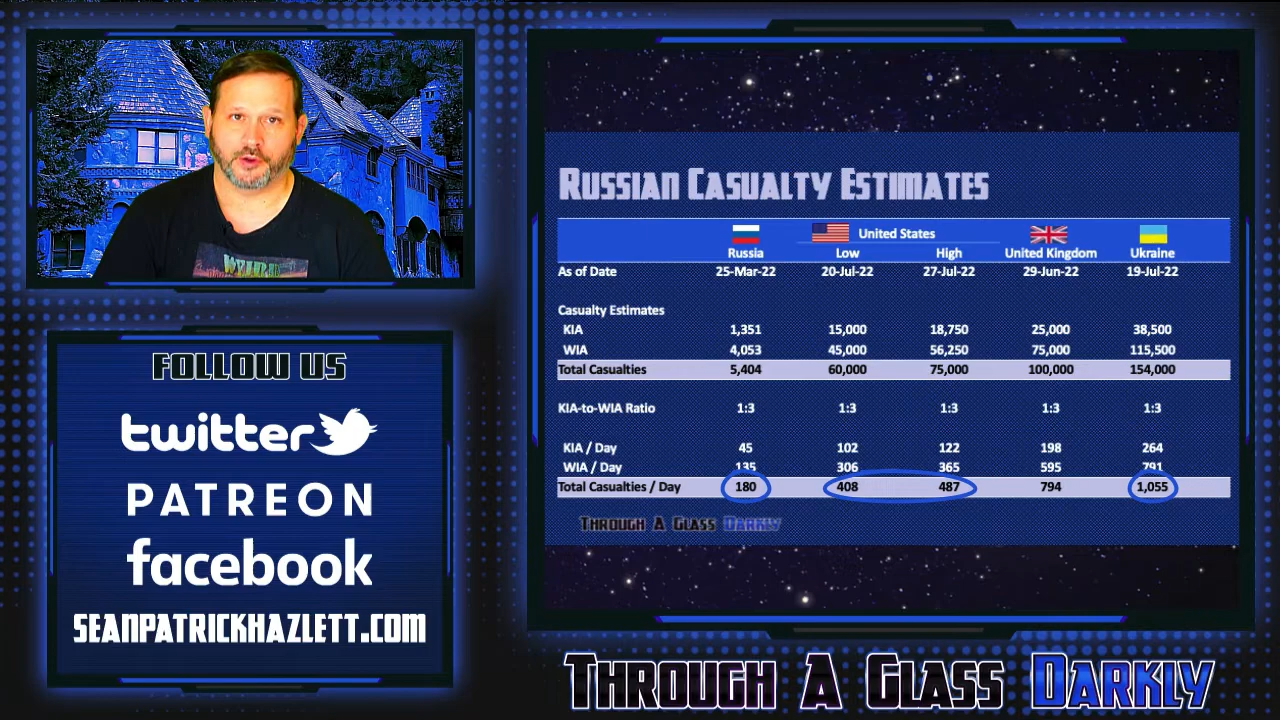 FOLLOW US
twitter
PATREON
facebook
SEANPATRICKHAZLETT.COM
RUSSIAN CASUALTY ESTIMATES
United States
Russia Low High United Kingdom Ukraine
As of Date 25-Mar-22 20-Jul-22 27-Jul-22 29-Jun-22 19-Jul-22
Casualty Estimates
KIA 1,351 15,000 18,750 25,000 38,500
WIA 4,053 45,000 56,250 75,000 115,500
Total Casualties 5,404 60,000 75,000 100,000 154,000
KIA-to-WIA Ratio 1:3 1:3 1:3 1:3 1:3
KIA / Day 45 102 122 198 264
WIA / Day 135 306 365 595 791
Total Casualties / Day 180 408 487 794 1,055
THROUGH A GLASS DARKLY
THROUGH A GLASS DARKLY